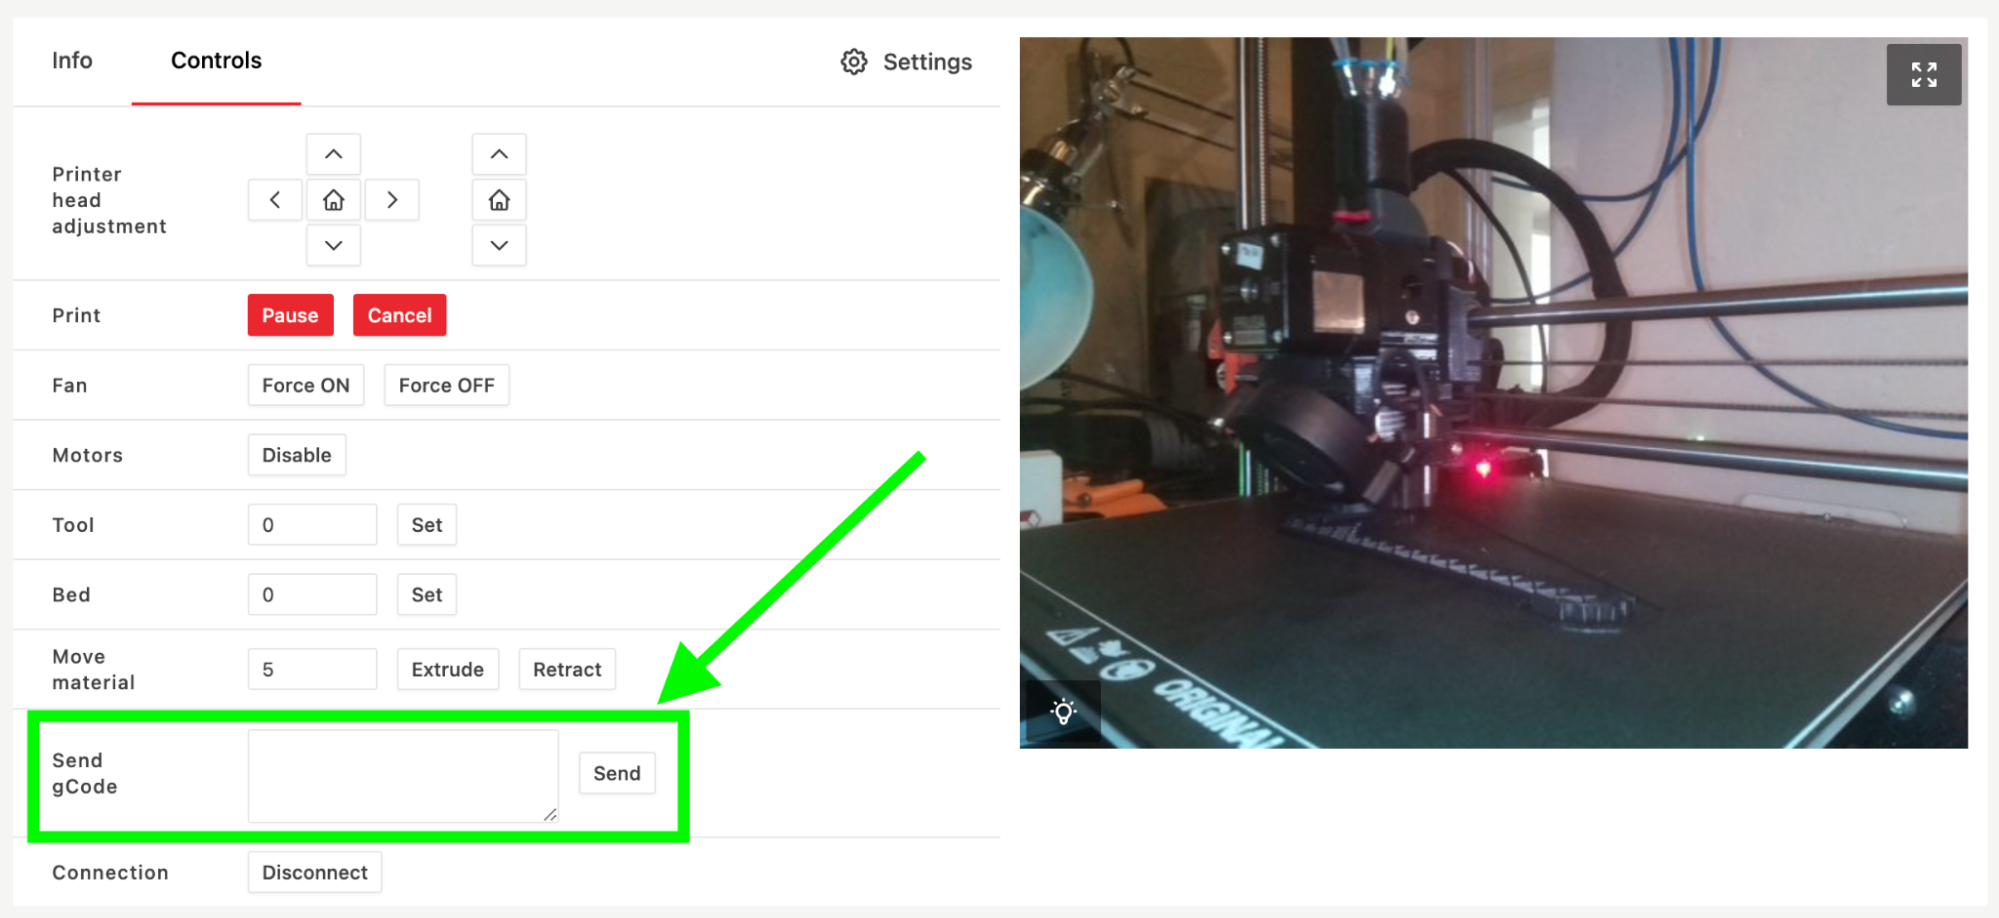 Info
Controls
Settings
Printer
head
adjustment
Print
Pause
Cancel
Fan
Force ON
Force OFF
Motors
Disable
Tool
0
Set
Bed
0
Set
Move
material
5
Extrude
Retract
Send
gCode
Send
Connection
Disconnect
ORIGINAL